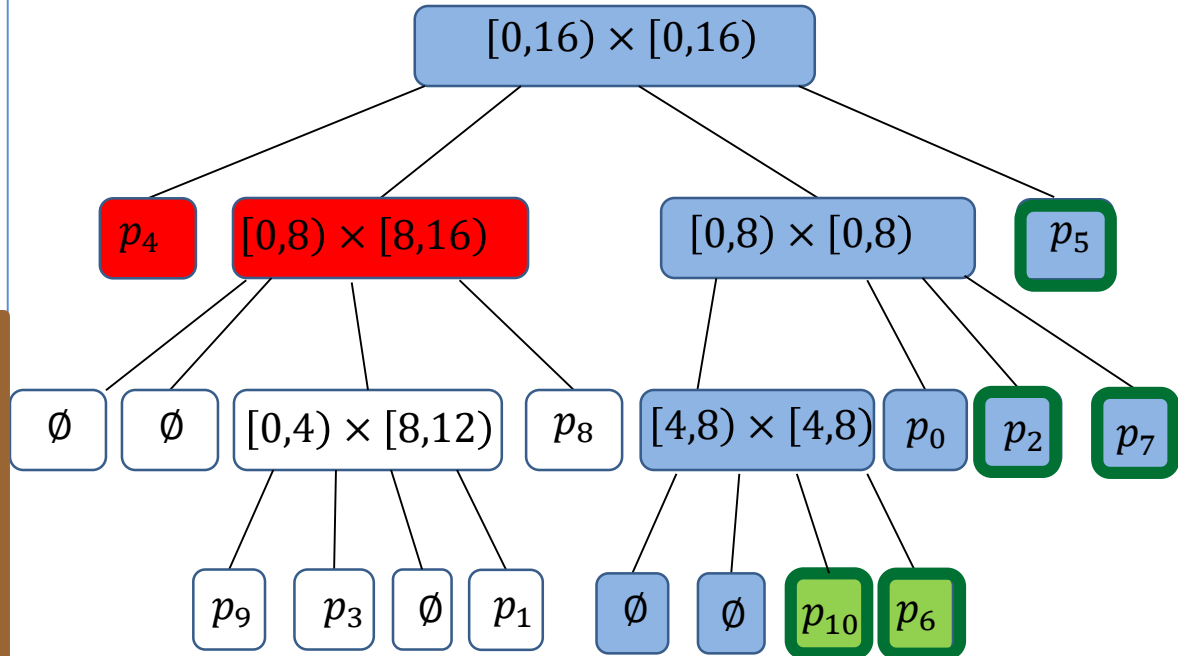 [0,16) × [0,16)
p₄ [0,8) × [8,16) [0,8) × [0,8) p₅
∅ ∅ [0,4) × [8,12) p₈ [4,8) × [4,8) p₀ p₂ p₇
p₉ p₃ ∅ p₁ ∅ ∅ p₁₀ p₆